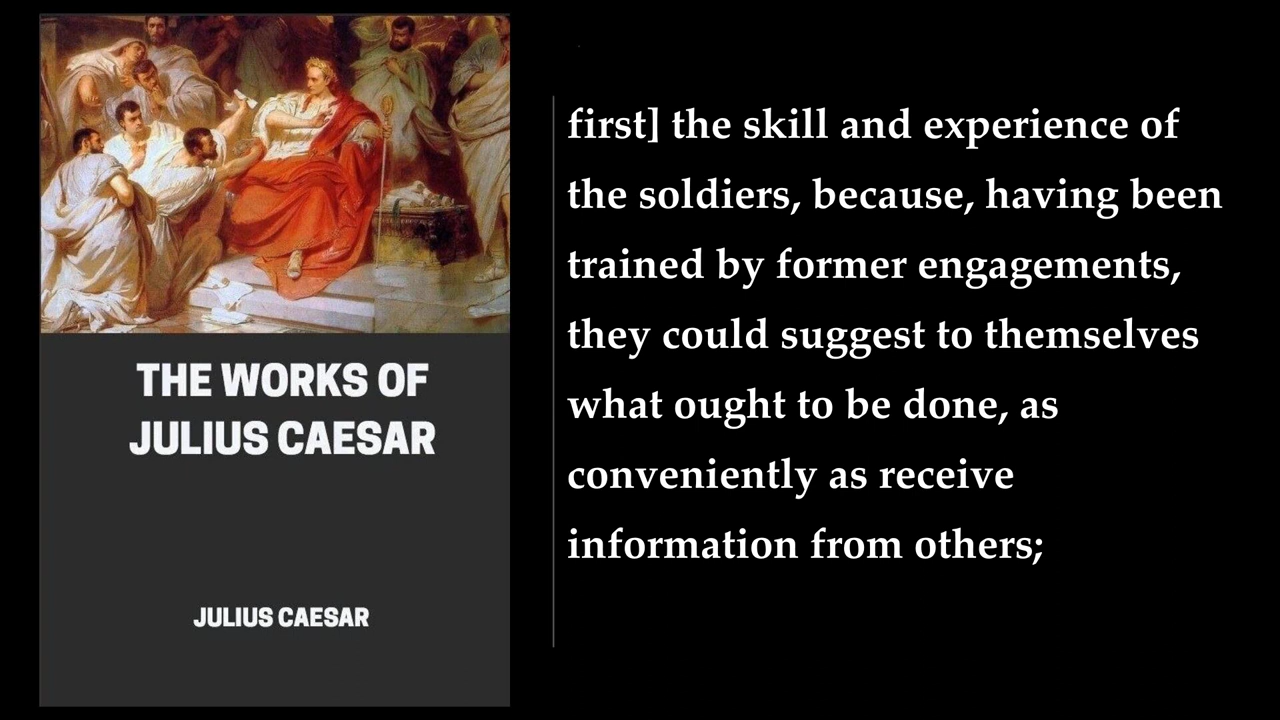 THE WORKS OF
JULIUS CAESAR
JULIUS CAESAR
first] the skill and experience of
the soldiers, because, having been
trained by former engagements,
they could suggest to themselves
what ought to be done, as
conveniently as receive
information from others;